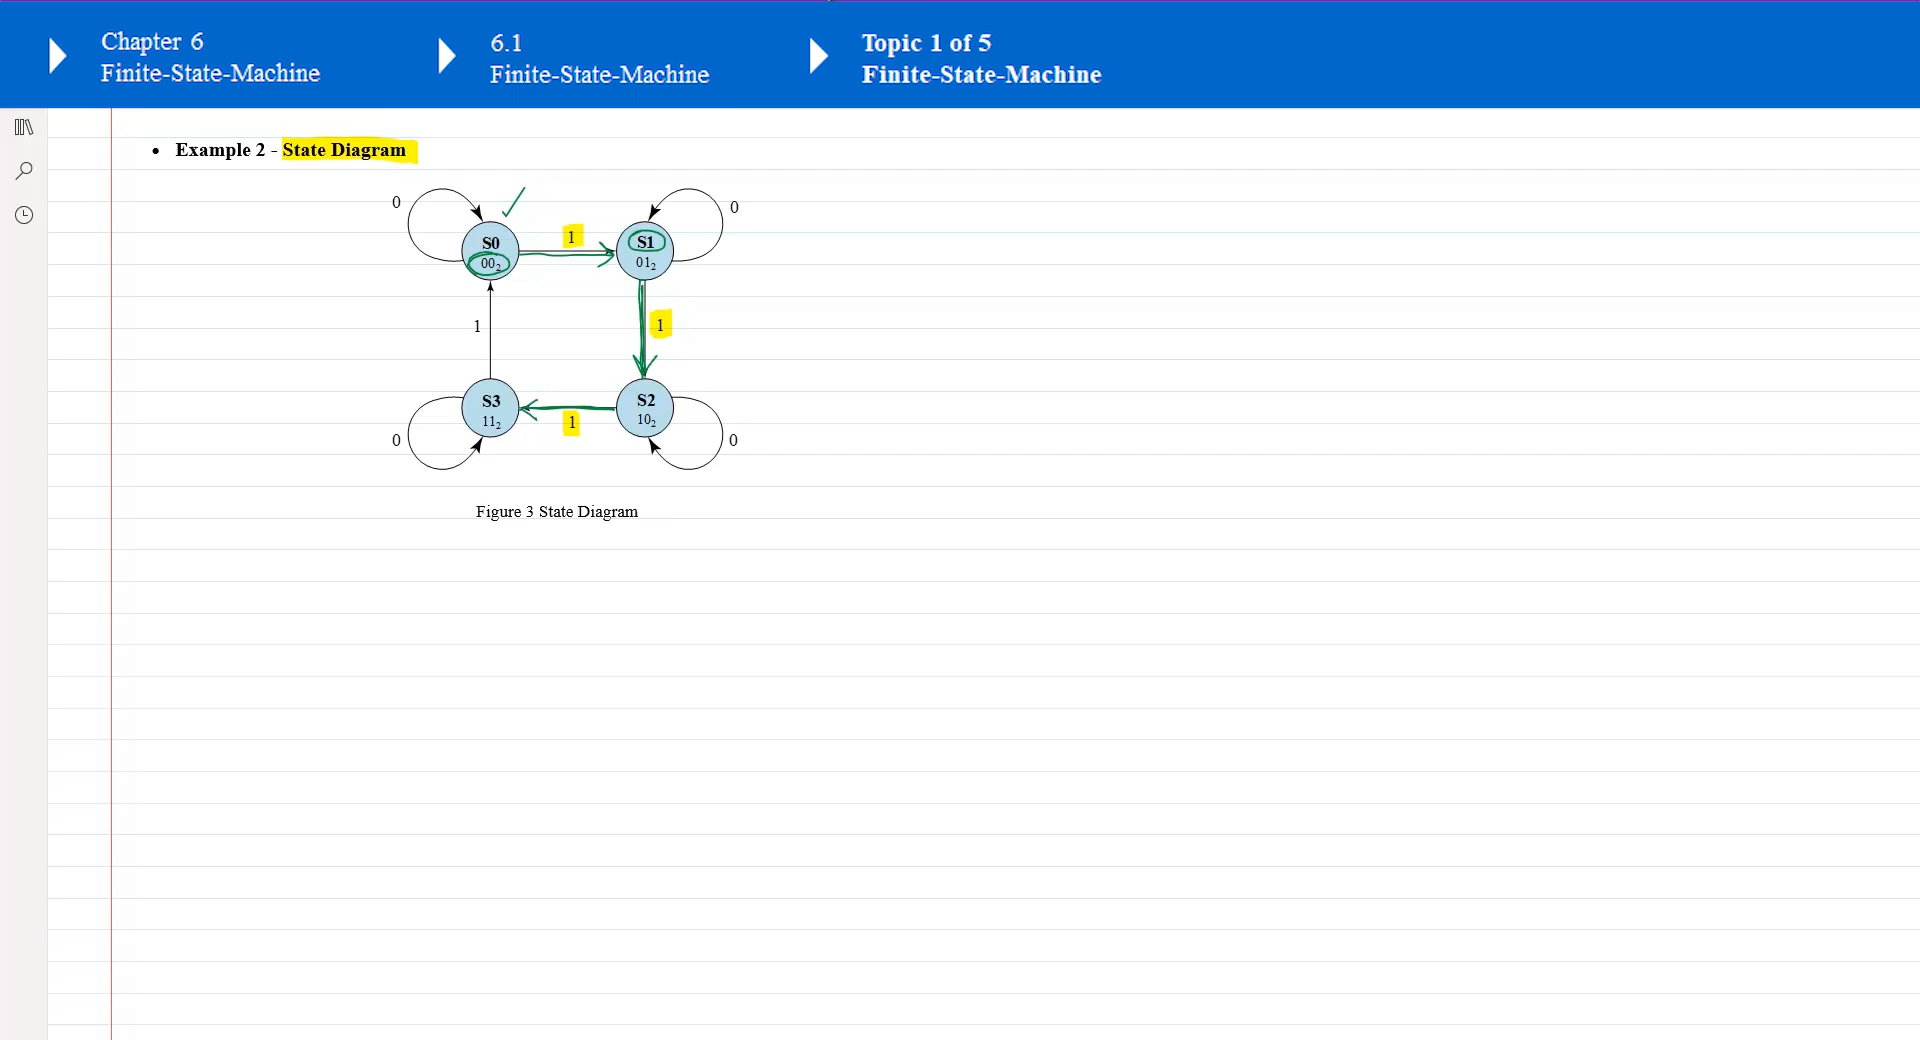 Chapter 6
Finite-State-Machine
6.1
Finite-State-Machine
Topic 1 of 5
Finite-State-Machine
• Example 2 - State Diagram
0
0
1
S0
00₂
S1
01₂
1
1
S3
11₂
S2
10₂
1
0
0
Figure 3 State Diagram